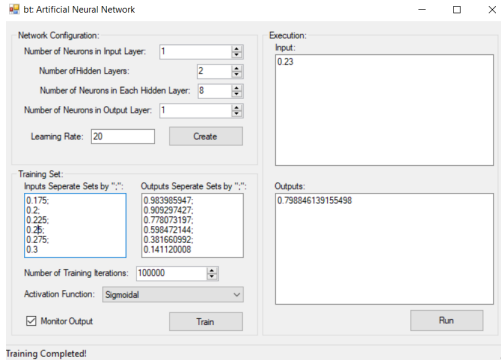 bt: Artificial Neural Network
Network Configuration:
Number of Neurons in Input Layer: 1
Number ofHidden Layers: 2
Number of Neurons in Each Hidden Layer: 8
Number of Neurons in Output Layer: 1
Learning Rate: 20 Create
Training Set:
Inputs Seperate Sets by ";":
0.175;
0.2;
0.225;
0.25;
0.275;
0.3
Outputs Seperate Sets by ";":
0.983985947;
0.909297427;
0.778073197;
0.598472144;
0.381660992;
0.141120008
Number of Training Iterations: 100000
Activation Function: Sigmoidal
Monitor Output Train
Execution:
Input:
0.23
Outputs:
0.798846139155498
Run
Training Completed!